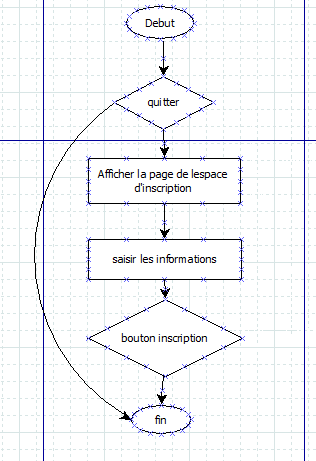 Debut
quitter
Afficher la page de lespace
d'inscription
saisir les informations
bouton inscription
fin